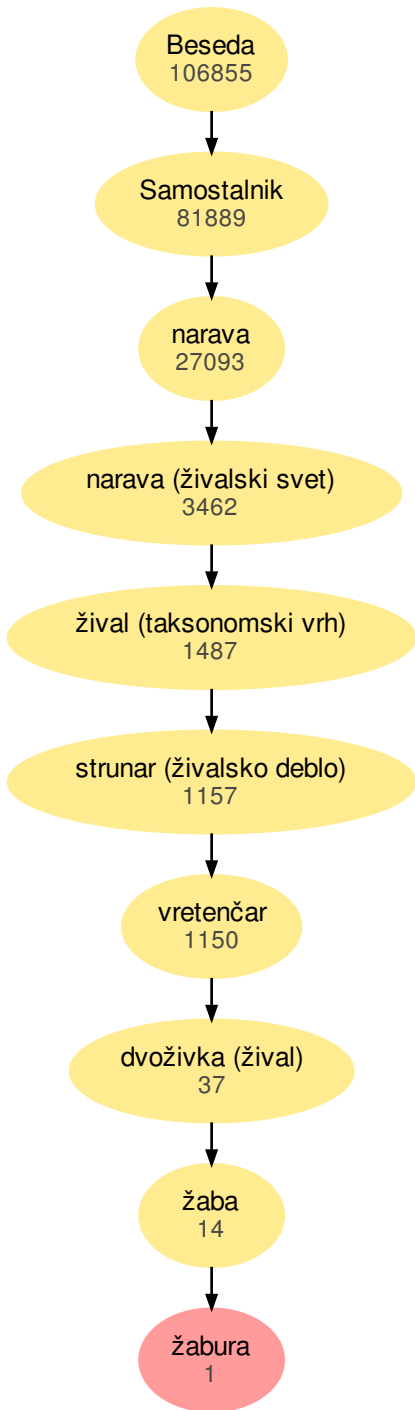 Beseda
106855
Samostalnik
81889
narava
27093
narava (živalski svet)
3462
žival (taksonomski vrh)
1487
strunar (živalsko deblo)
1157
vretenčar
1150
dvoživka (žival)
37
žaba
14
žabura
1